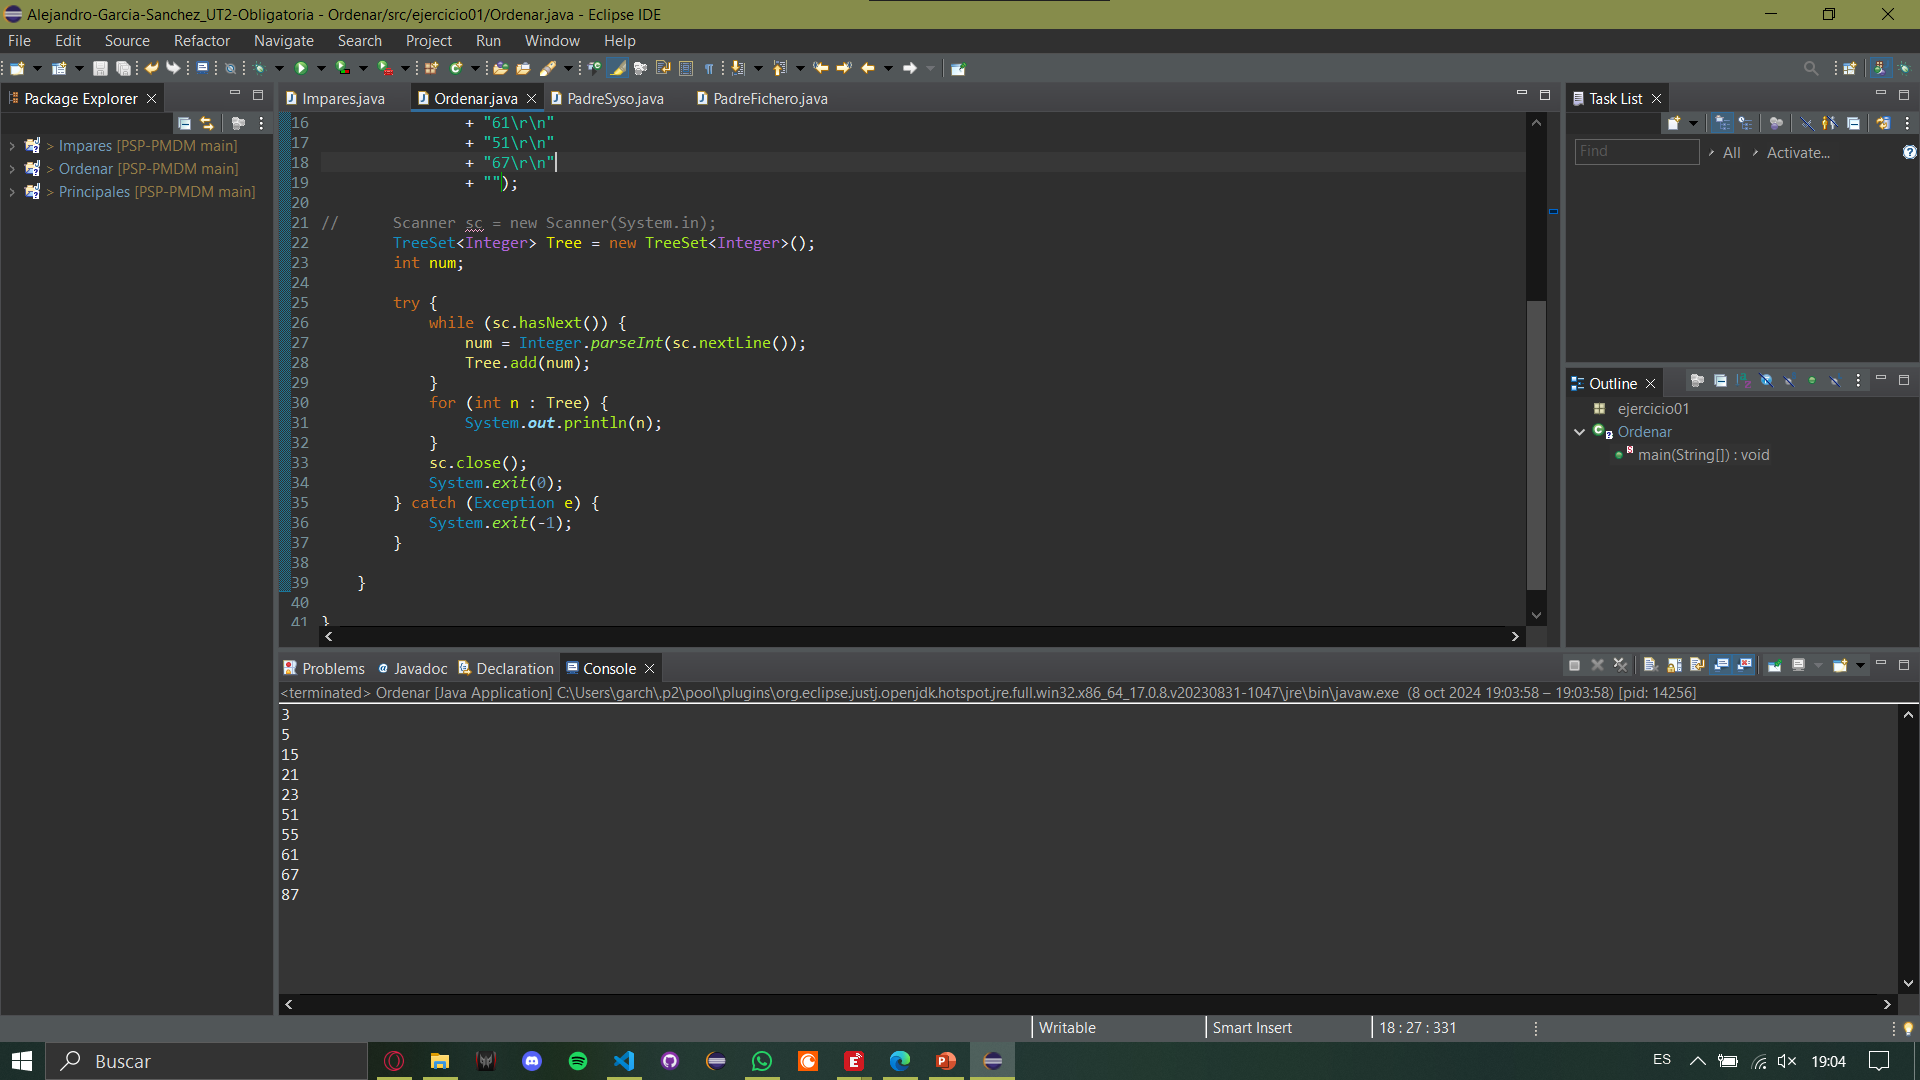 Alejandro-Garcia-Sanchez_UT2-Obligatoria - Ordenar/src/ejercicio01/Ordenar.java - Eclipse IDE
File Edit Source Refactor Navigate Search Project Run Window Help
Package Explorer
> Impares [PSP-PMDM main]
> Ordenar [PSP-PMDM main]
> Principales [PSP-PMDM main]
Impares.java Ordenar.java PadreSyso.java PadreFichero.java
16 + "61\r\n"
17 + "51\r\n"
18 + "67\r\n"
19 + "");
20
21 // Scanner sc = new Scanner(System.in);
22 TreeSet<Integer> Tree = new TreeSet<Integer>();
23 int num;
24
25 try {
26 while (sc.hasNext()) {
27 num = Integer.parseInt(sc.nextLine());
28 Tree.add(num);
29 }
30 for (int n : Tree) {
31 System.out.println(n);
32 }
33 sc.close();
34 System.exit(0);
35 } catch (Exception e) {
36 System.exit(-1);
37 }
38
39 }
40
41 }
Task List
Find All Activate...
Outline
ejercicio01
Ordenar
main(String[]) : void
Problems Javadoc Declaration Console
<terminated> Ordenar [Java Application] C:\Users\garch\.p2\pool\plugins\org.eclipse.justj.openjdk.hotspot.jre.full.win32.x86_64_17.0.8.v20230831-1047\jre\bin\javaw.exe (8 oct 2024 19:03:58 – 19:03:58) [pid: 14256]
3
5
15
21
23
51
55
61
67
87
Writable Smart Insert 18 : 27 : 331
Buscar
ES 19:04